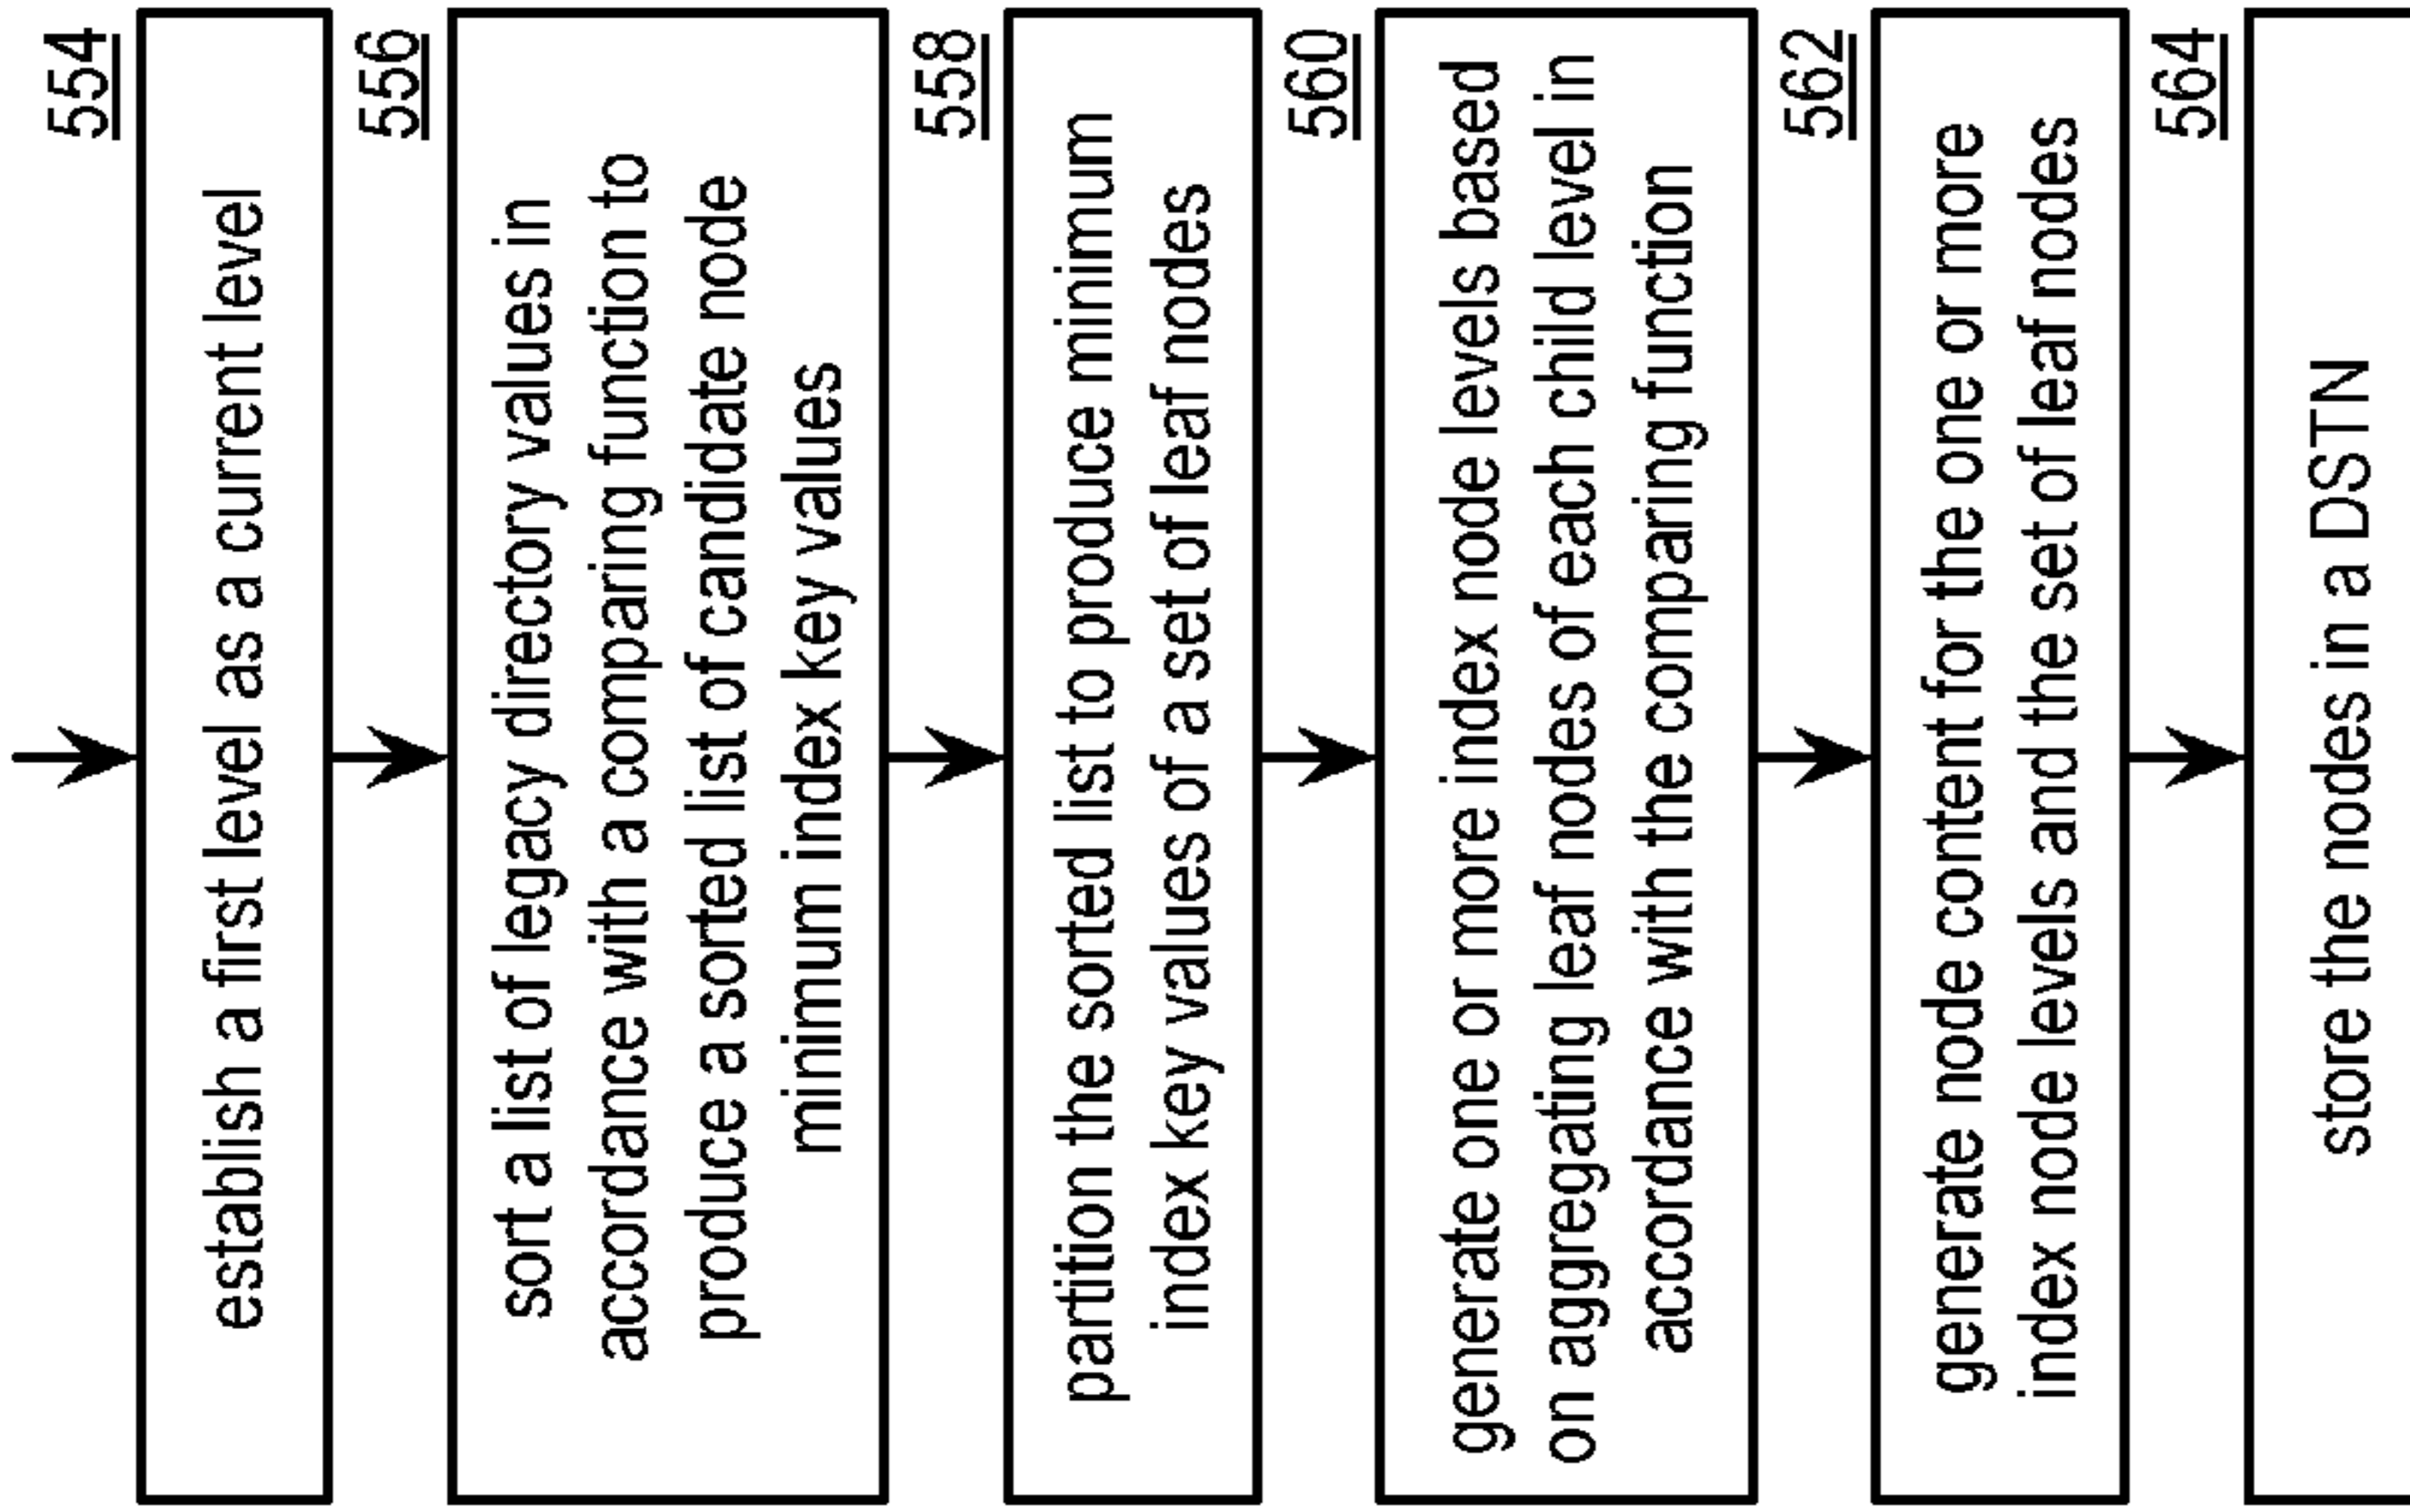 554
establish a first level as a current level
556
sort a list of legacy directory values in
accordance with a comparing function to
produce a sorted list of candidate node
minimum index key values
558
partition the sorted list to produce minimum
index key values of a set of leaf nodes
560
generate one or more index node levels based
on aggregating leaf nodes of each child level in
accordance with the comparing function
562
generate node content for the one or more
index node levels and the set of leaf nodes
564
store the nodes in a DSTN